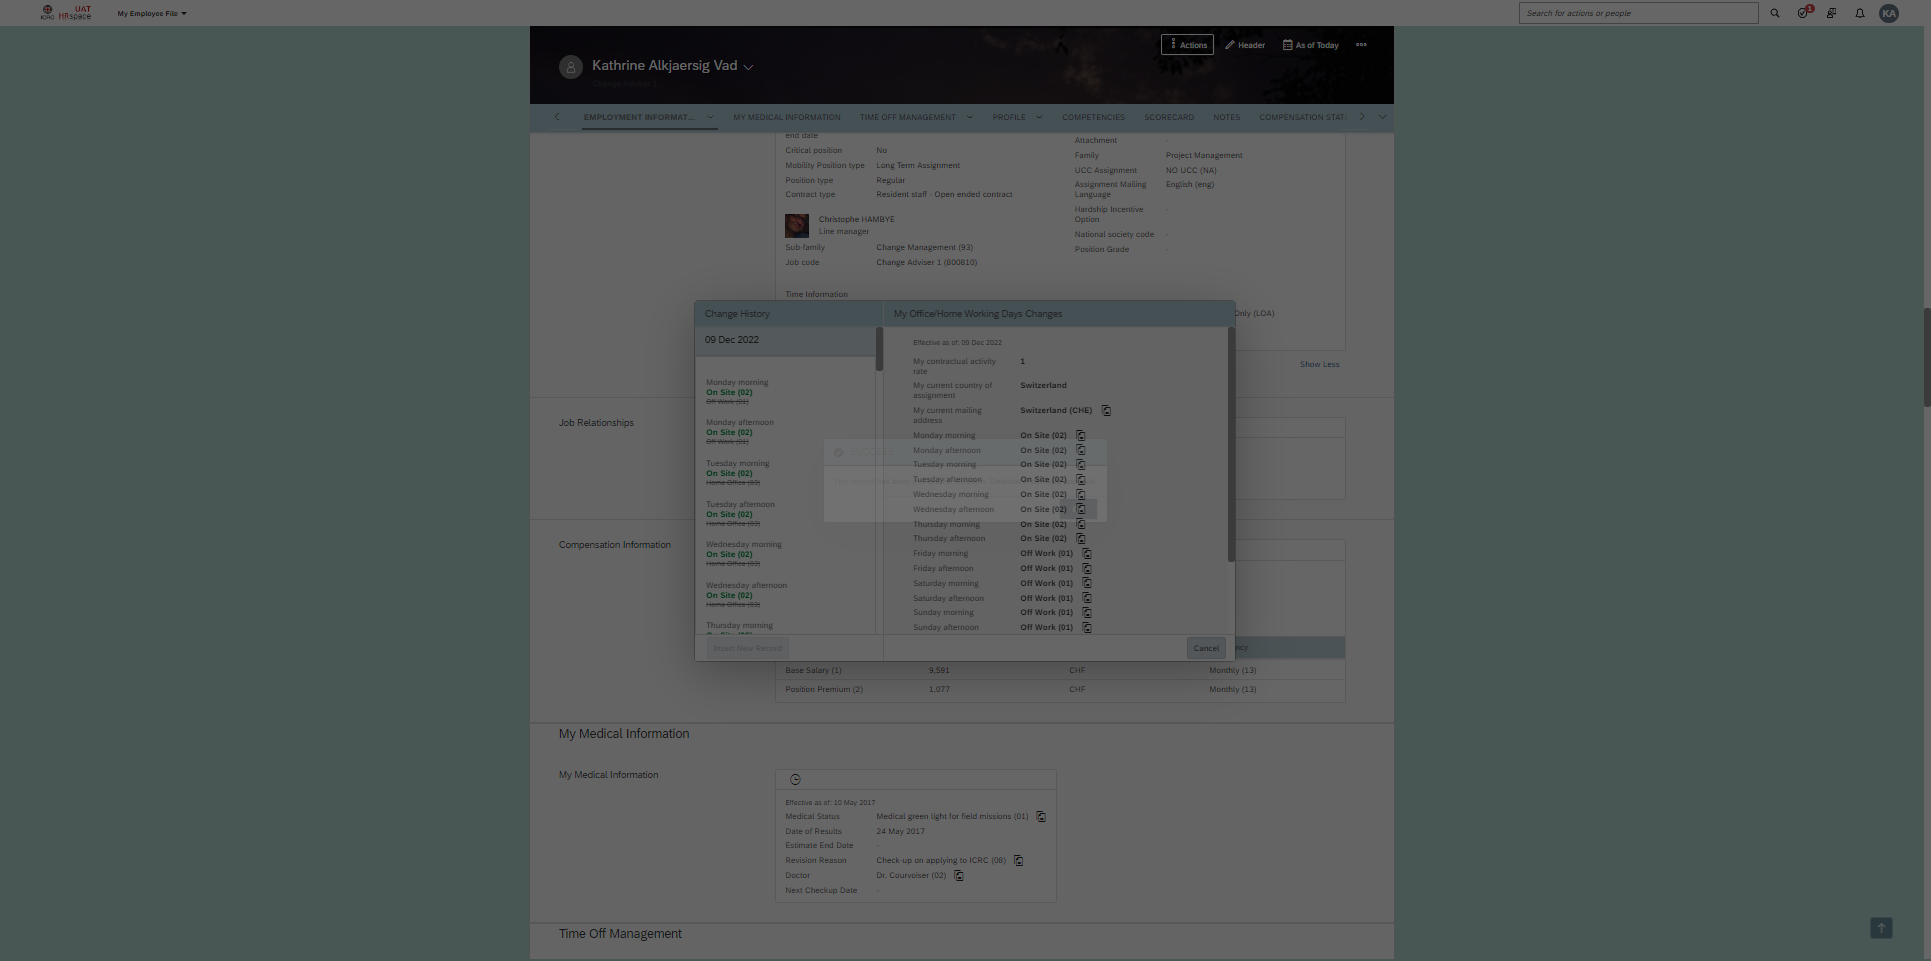 ICRC
UAT
HRspace
My Employee File
Search for actions or people
1
KA
Actions
Header
As of Today
Kathrine Alkjaersig Vad
Change Adviser 1
EMPLOYMENT INFORMAT...
MY MEDICAL INFORMATION
TIME OFF MANAGEMENT
PROFILE
COMPETENCIES
SCORECARD
NOTES
COMPENSATION STAT
end date
Critical position No
Mobility Position type Long Term Assignment
Position type Regular
Contract type Resident staff - Open ended contract
Christophe HAMBYE
Line manager
Sub-family Change Management (93)
Job code Change Adviser 1 (800810)
Attachment -
Family Project Management
UCC Assignment NO UCC (NA)
Assignment Mailing English (eng)
Language
Hardship Incentive -
Option
National society code -
Position Grade -
Time Information
Only (LOA)
Show Less
Change History
09 Dec 2022
Monday morning
On Site (02)
Off Work (01)
Monday afternoon
On Site (02)
Off Work (01)
Tuesday morning
On Site (02)
Home Office (03)
Tuesday afternoon
On Site (02)
Home Office (03)
Wednesday morning
On Site (02)
Home Office (03)
Wednesday afternoon
On Site (02)
Home Office (03)
Thursday morning
On Site (02)
Insert New Record
My Office/Home Working Days Changes
Effective as of: 09 Dec 2022
My contractual activity 1
rate
My current country of Switzerland
assignment
My current mailing Switzerland (CHE)
address
Monday morning On Site (02)
Monday afternoon On Site (02)
Tuesday morning On Site (02)
Tuesday afternoon On Site (02)
Wednesday morning On Site (02)
Wednesday afternoon On Site (02)
Thursday morning On Site (02)
Thursday afternoon On Site (02)
Friday morning Off Work (01)
Friday afternoon Off Work (01)
Saturday morning Off Work (01)
Saturday afternoon Off Work (01)
Sunday morning Off Work (01)
Sunday afternoon Off Work (01)
Cancel
Job Relationships
Compensation Information
ncy
Base Salary (1) 9,591 CHF Monthly (13)
Position Premium (2) 1,077 CHF Monthly (13)
My Medical Information
My Medical Information
Effective as of: 10 May 2017
Medical Status Medical green light for field missions (01)
Date of Results 24 May 2017
Estimate End Date -
Revision Reason Check-up on applying to ICRC (08)
Doctor Dr. Courvoiser (02)
Next Checkup Date -
Time Off Management